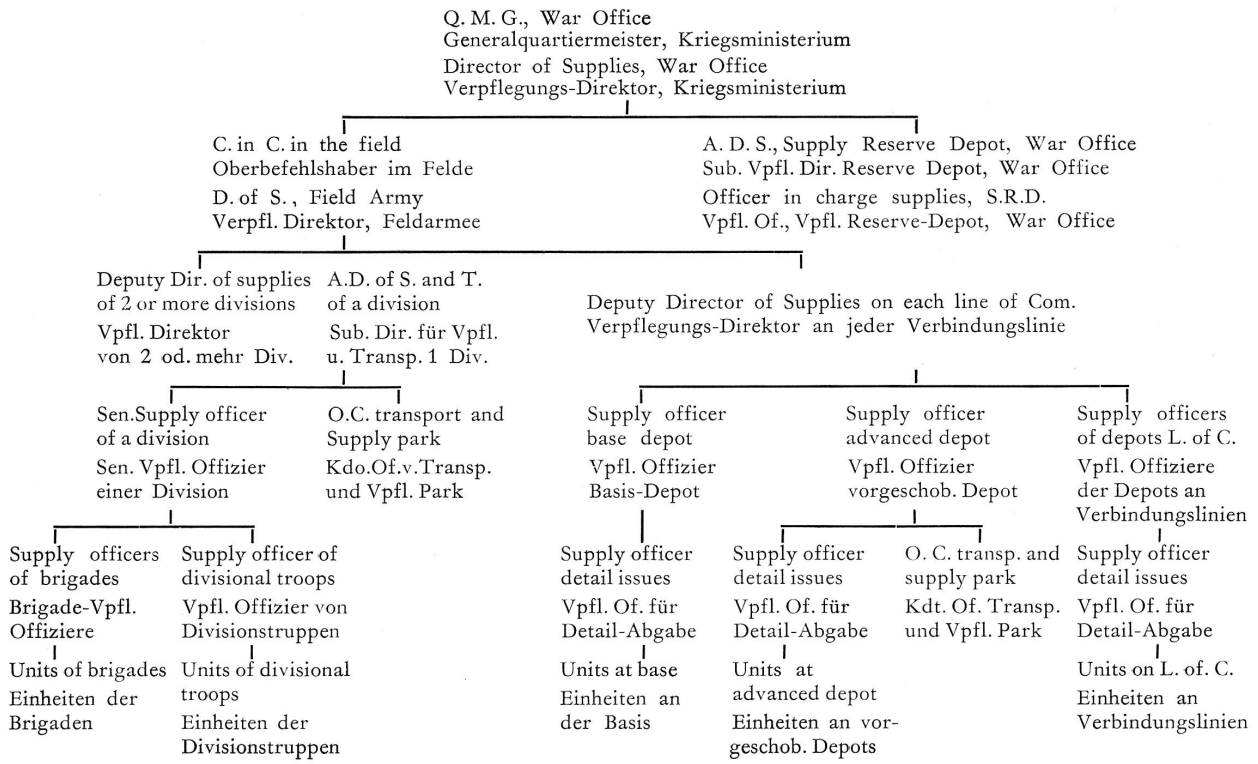 Q. M. G., War Office
Generalquartiermeister, Kriegsministerium
Director of Supplies, War Office
Verpflegungs-Direktor, Kriegsministerium
C. in C. in the field
Oberbefehlshaber im Felde
D. of S., Field Army
Verpfl. Direktor, Feldarmee
A. D. S., Supply Reserve Depot, War Office
Sub. Vpfl. Dir. Reserve Depot, War Office
Officer in charge supplies, S.R.D.
Vpfl. Of., Vpfl. Reserve-Depot, War Office
Deputy Dir. of supplies
of 2 or more divisions
Vpfl. Direktor
von 2 od. mehr Div.
A.D. of S. and T.
of a division
Sub. Dir. für Vpfl.
u. Transp. 1 Div.
Deputy Director of Supplies on each line of Com.
Verpflegungs-Direktor an jeder Verbindungslinie
Sen.Supply officer
of a division
Sen. Vpfl. Offizier
einer Division
O.C. transport and
Supply park
Kdo.Of.v.Transp.
und Vpfl. Park
Supply officer
base depot
Vpfl. Offizier
Basis-Depot
Supply officer
advanced depot
Vpfl. Offizier
vorgeschob. Depot
Supply officers
of depots L. of C.
Vpfl. Offiziere
der Depots an
Verbindungslinien
Supply officers
of brigades
Brigade-Vpfl.
Offiziere
Supply officer of
divisional troops
Vpfl. Offizier von
Divisionstruppen
Supply officer
detail issues
Vpfl. Of. für
Detail-Abgabe
Supply officer
detail issues
Vpfl. Of. für
Detail-Abgabe
O. C. transp. and
supply park
Kdt. Of. Transp.
und Vpfl. Park
Supply officer
detail issues
Vpfl. Of. für
Detail-Abgabe
Units of brigades
Einheiten der
Brigaden
Units of divisional
troops
Einheiten der
Divisionstruppen
Units at base
Einheiten an
der Basis
Units at
advanced depot
Einheiten an vor-
geschob. Depots
Units on L. of. C.
Einheiten an
Verbindungslinien